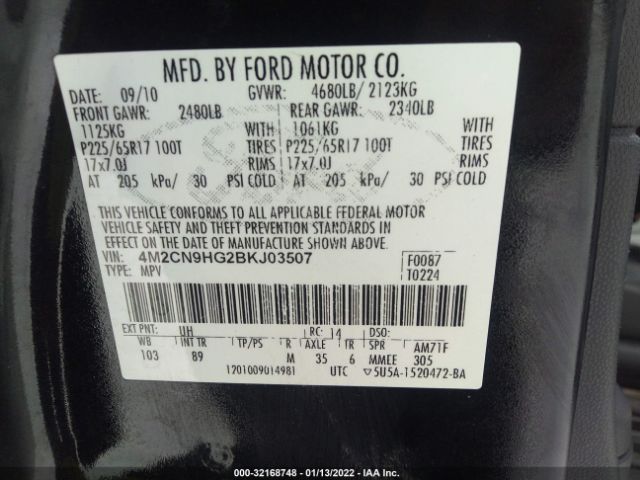 MFD. BY FORD MOTOR CO.
DATE: 09/10 GVWR: 4680LB/ 2123KG
FRONT GAWR: 2480LB REAR GAWR: 2340LB
1125KG WITH 1061KG WITH
P225/65R17 100T TIRES P225/65R17 100T TIRES
17x7.0J RIMS 17x7.0J RIMS
AT 205 kPa/ 30 PSI COLD AT 205 kPa/ 30 PSI COLD
THIS VEHICLE CONFORMS TO ALL APPLICABLE FEDERAL MOTOR
VEHICLE SAFETY AND THEFT PREVENTION STANDARDS IN
EFFECT ON THE DATE OF MANUFACTURE SHOWN ABOVE.
VIN: 4M2CN9HG2BKJ03507 F0087
TYPE: MPV T0224
EXT PNT: UH RC: 14 DSO:
WB INT TR TP/PS R AXLE TR SPR AM71F
103 89 M 35 6 MMEE 305
1201009014981 UTC ▽5U5A-1520472-BA
000-32168748 - 01/13/2022 - IAA Inc.